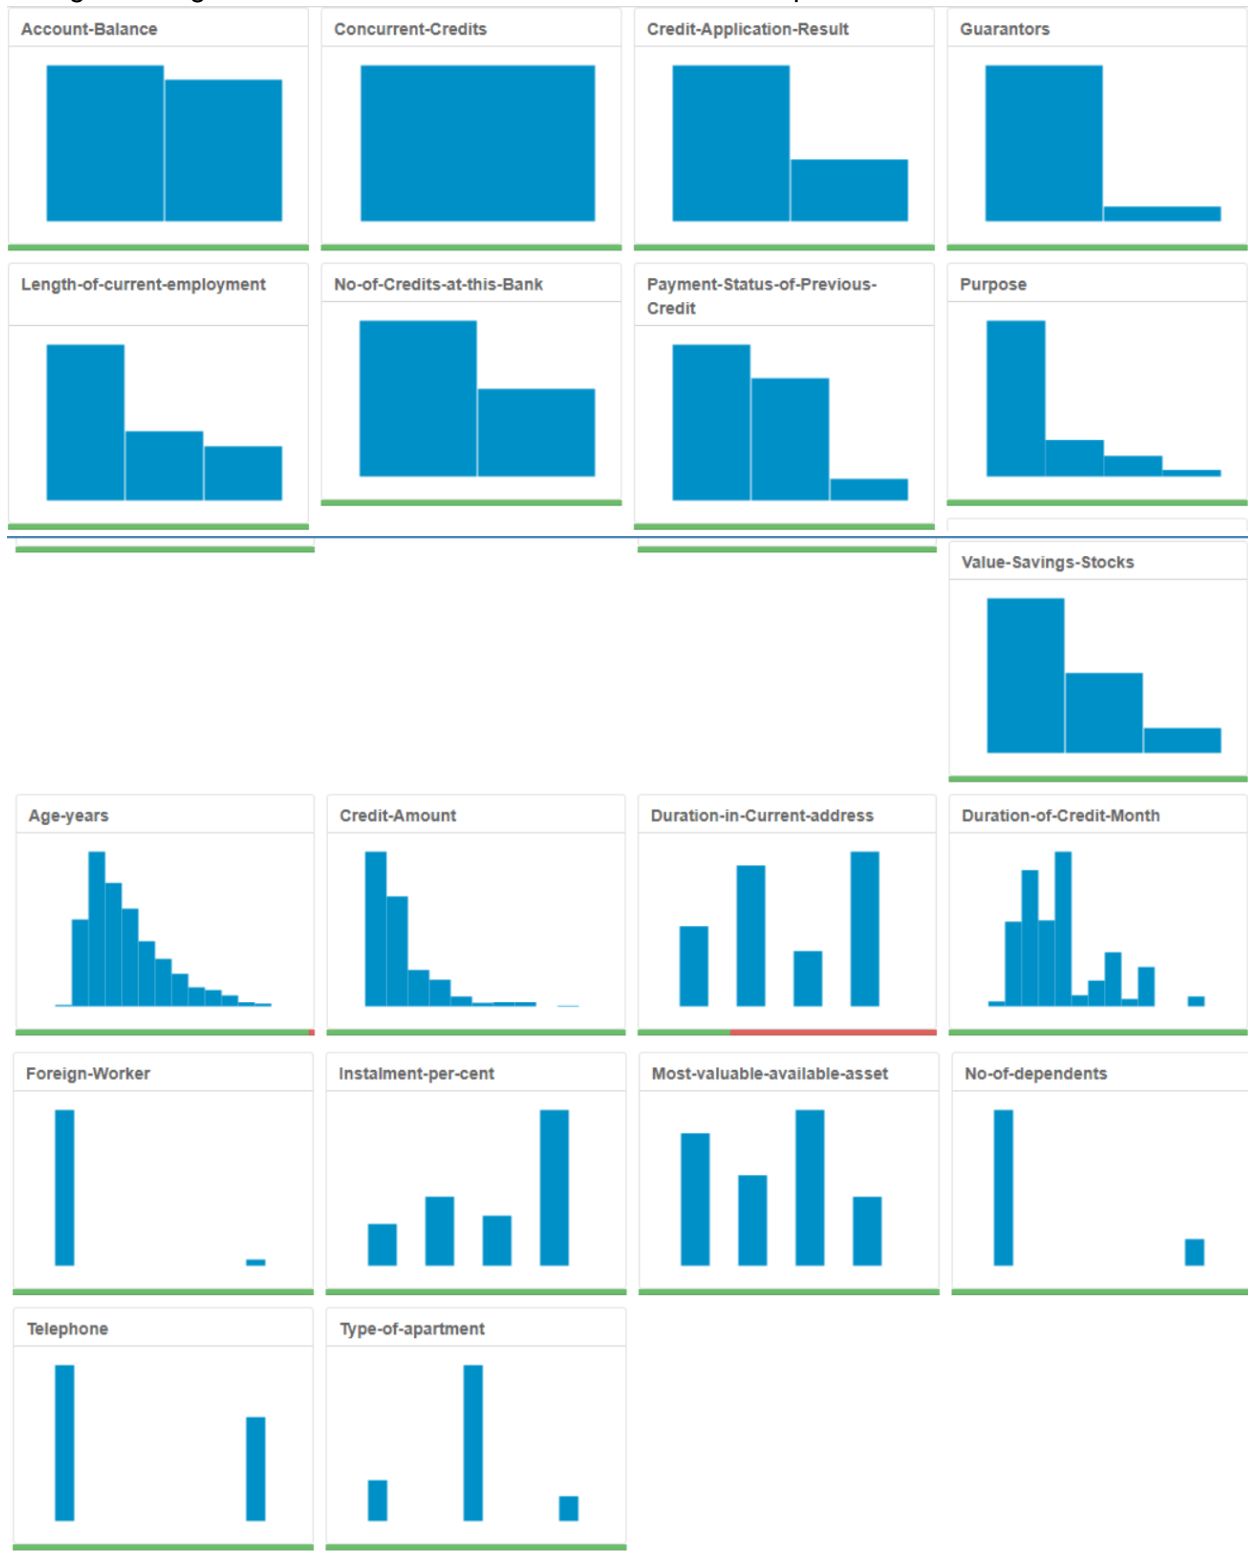 Account-Balance
Concurrent-Credits
Credit-Application-Result
Guarantors
Length-of-current-employment
No-of-Credits-at-this-Bank
Payment-Status-of-Previous-
Credit
Purpose
Value-Savings-Stocks
Age-years
Credit-Amount
Duration-in-Current-address
Duration-of-Credit-Month
Foreign-Worker
Instalment-per-cent
Most-valuable-available-asset
No-of-dependents
Telephone
Type-of-apartment